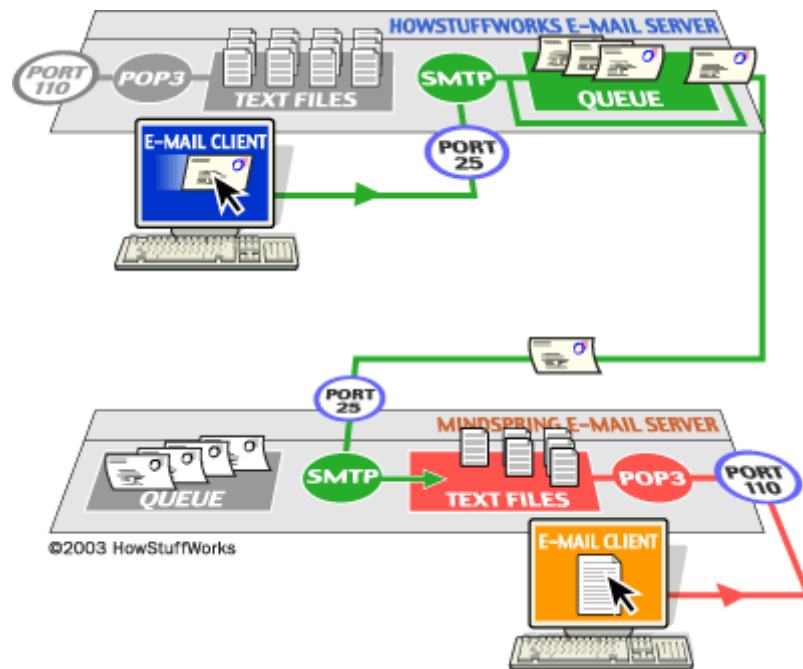 HOWSTUFFWORKS E-MAIL SERVER
PORT
110
POP3
TEXT FILES
SMTP
QUEUE
E-MAIL CLIENT
PORT
25
PORT
25
MINDSPRING E-MAIL SERVER
QUEUE
SMTP
TEXT FILES
POP3
PORT
110
©2003 HowStuffWorks
E-MAIL CLIENT